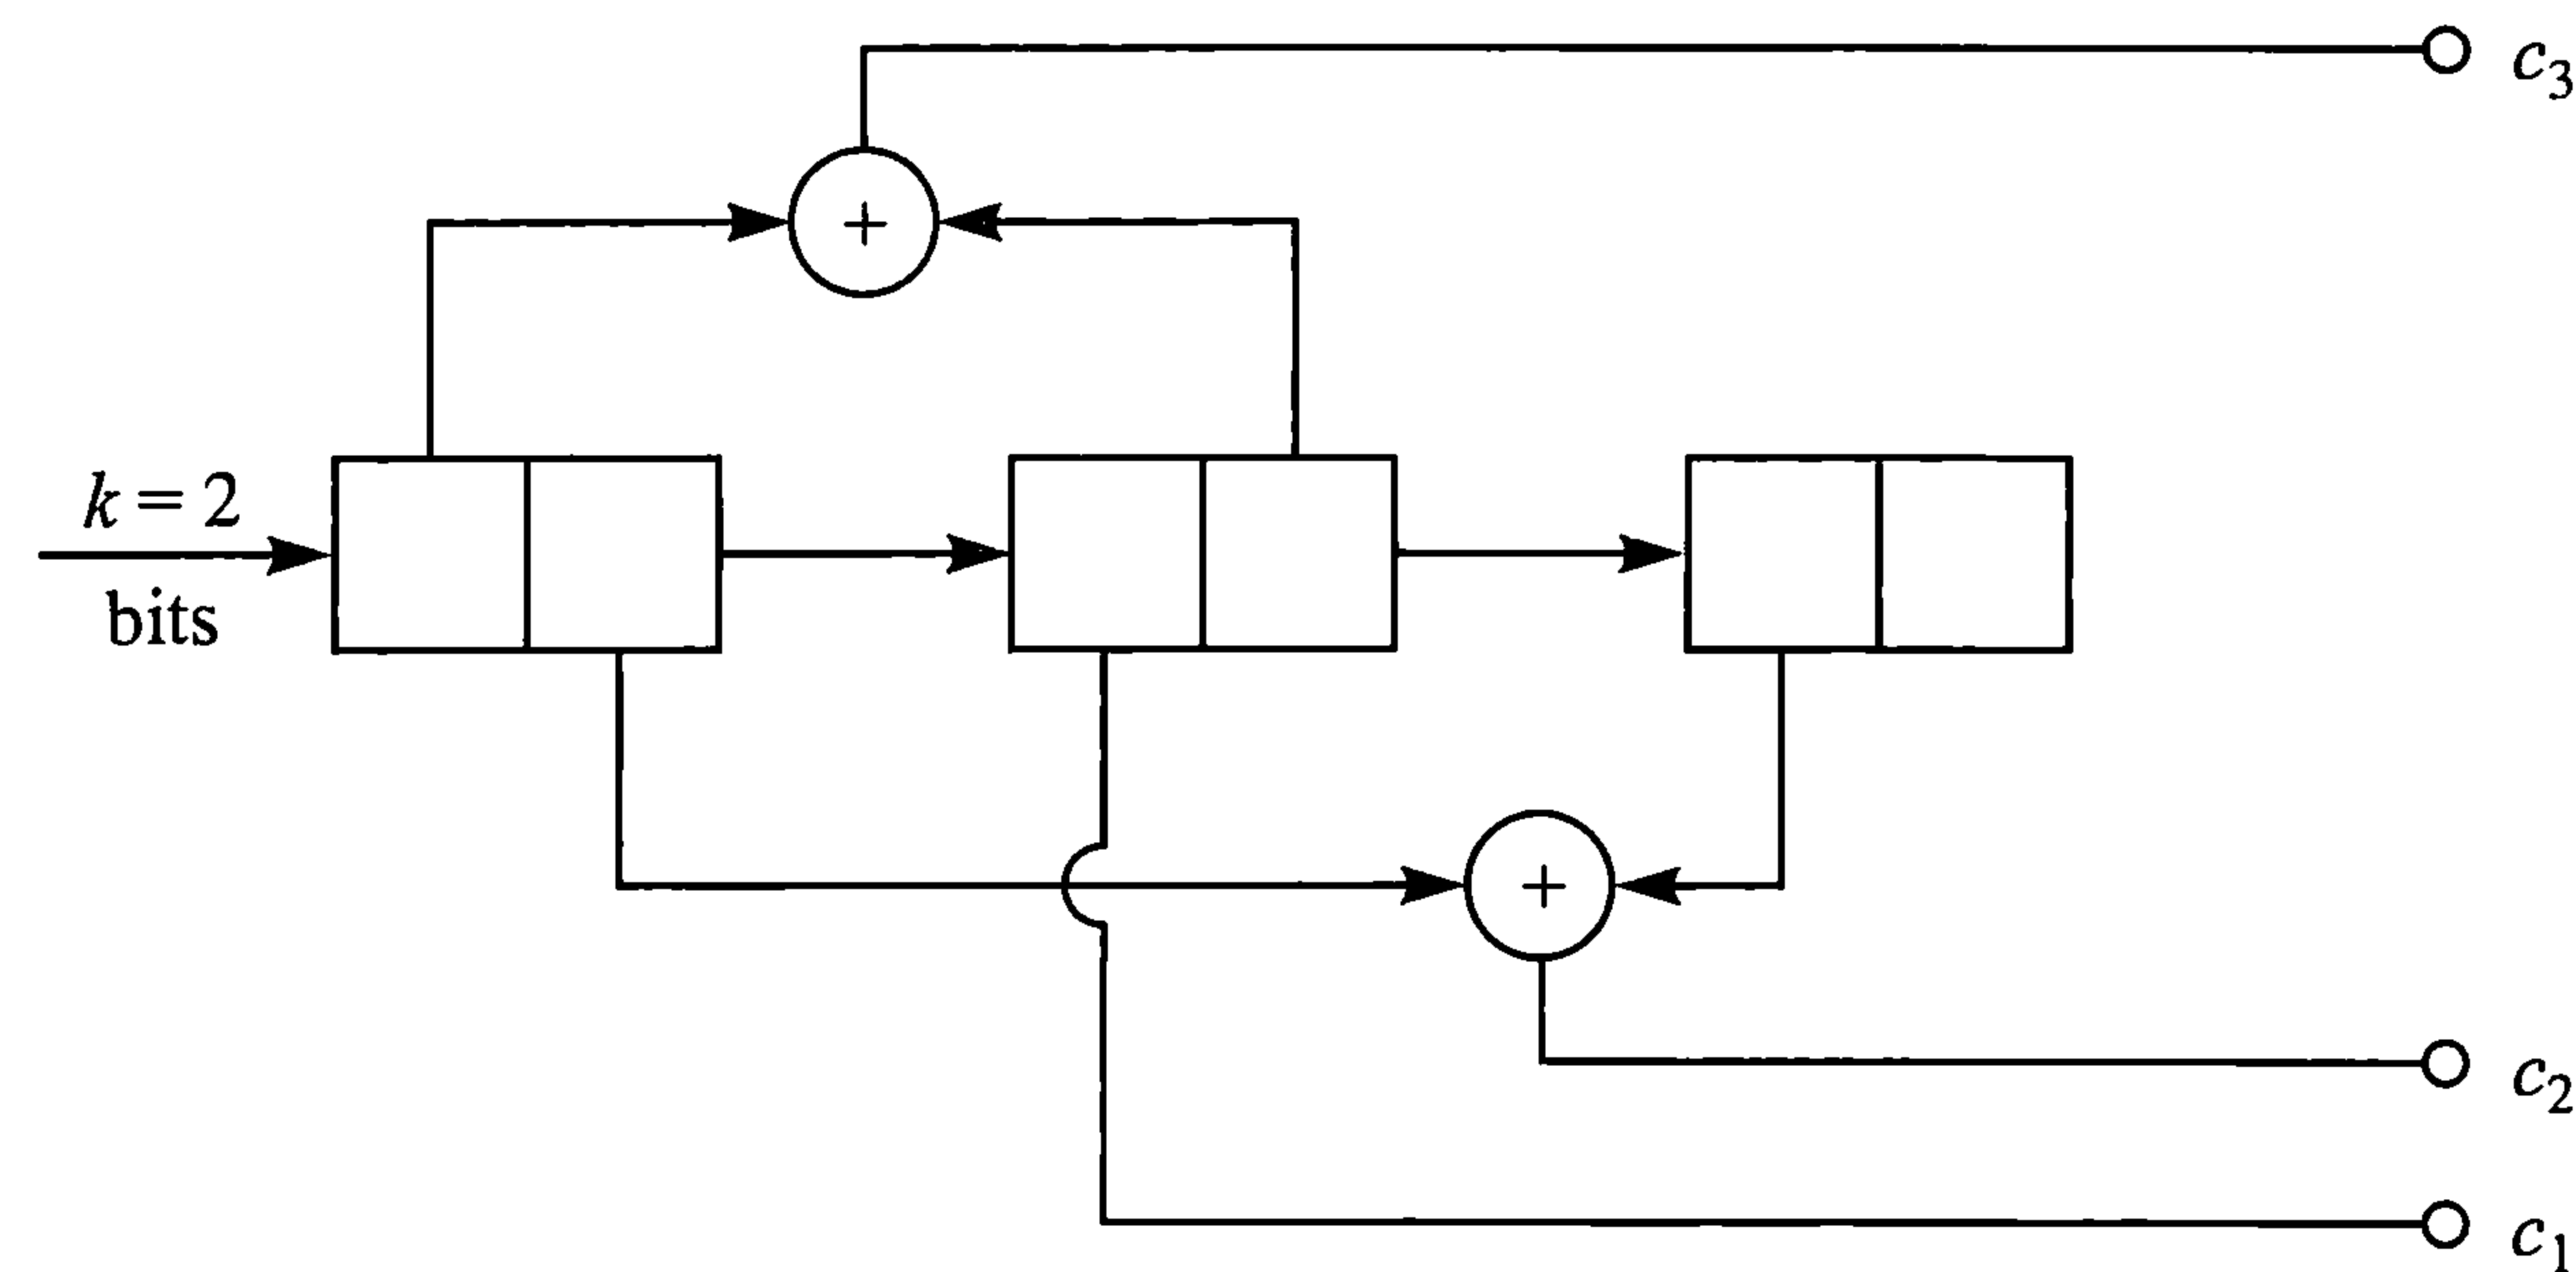 c₃
+
k = 2
bits
+
c₂
c₁